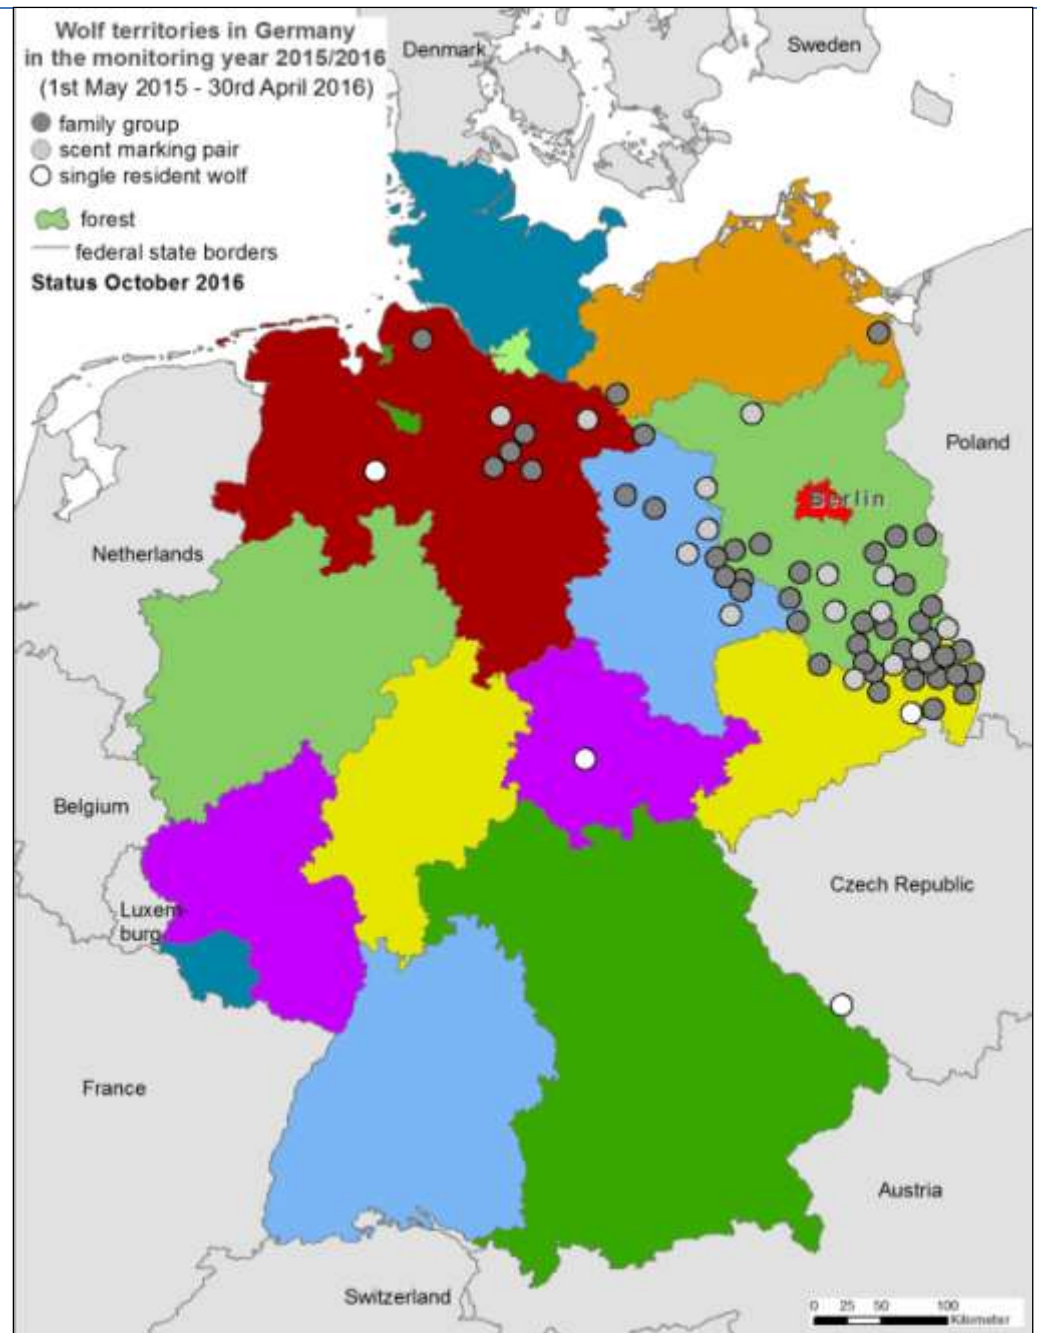 Wolf territories in Germany
in the monitoring year 2015/2016
(1st May 2015 - 30rd April 2016)
family group
scent marking pair
single resident wolf
forest
federal state borders
Status October 2016
Denmark
Sweden
Poland
Berlin
Netherlands
Belgium
Luxem-
burg
Czech Republic
France
Austria
Switzerland
0 25 50 100
Kilometer